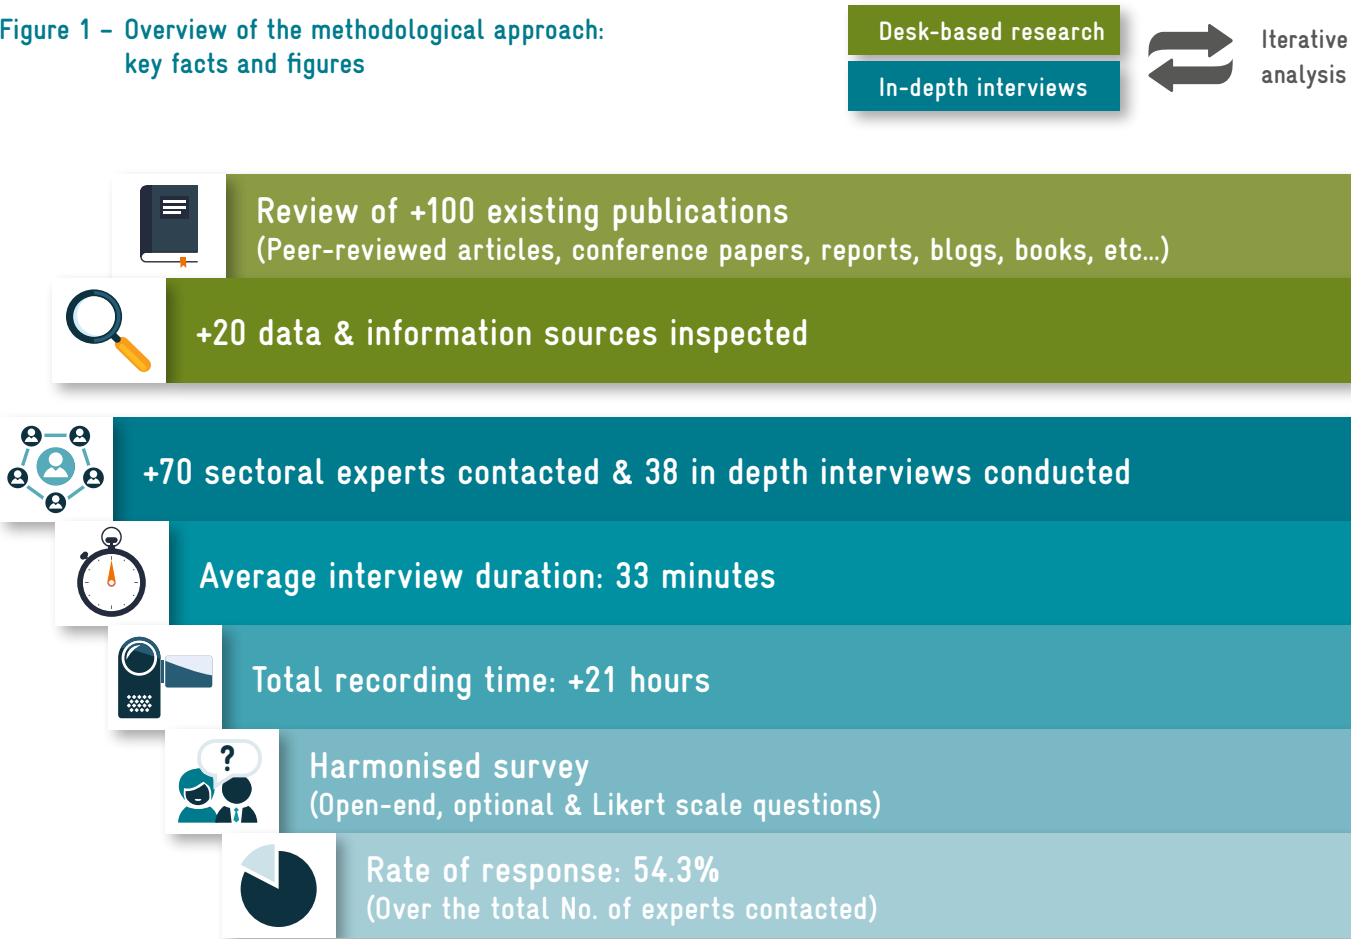 Figure 1 – Overview of the methodological approach:
key facts and figures
Desk-based research
In-depth interviews
Iterative
analysis
Review of +100 existing publications
(Peer-reviewed articles, conference papers, reports, blogs, books, etc...)
+20 data & information sources inspected
+70 sectoral experts contacted & 38 in depth interviews conducted
Average interview duration: 33 minutes
Total recording time: +21 hours
?
Harmonised survey
(Open-end, optional & Likert scale questions)
Rate of response: 54.3%
(Over the total No. of experts contacted)